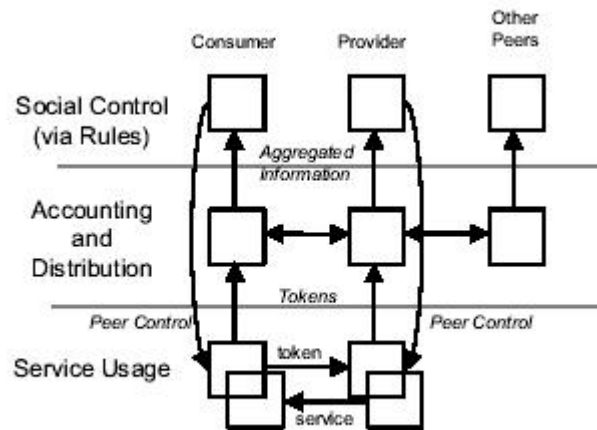 Consumer
Provider
Other
Peers
Social Control
(via Rules)
Aggregated
Information
Accounting
and
Distribution
Tokens
Peer Control
Peer Control
token
Service Usage
service